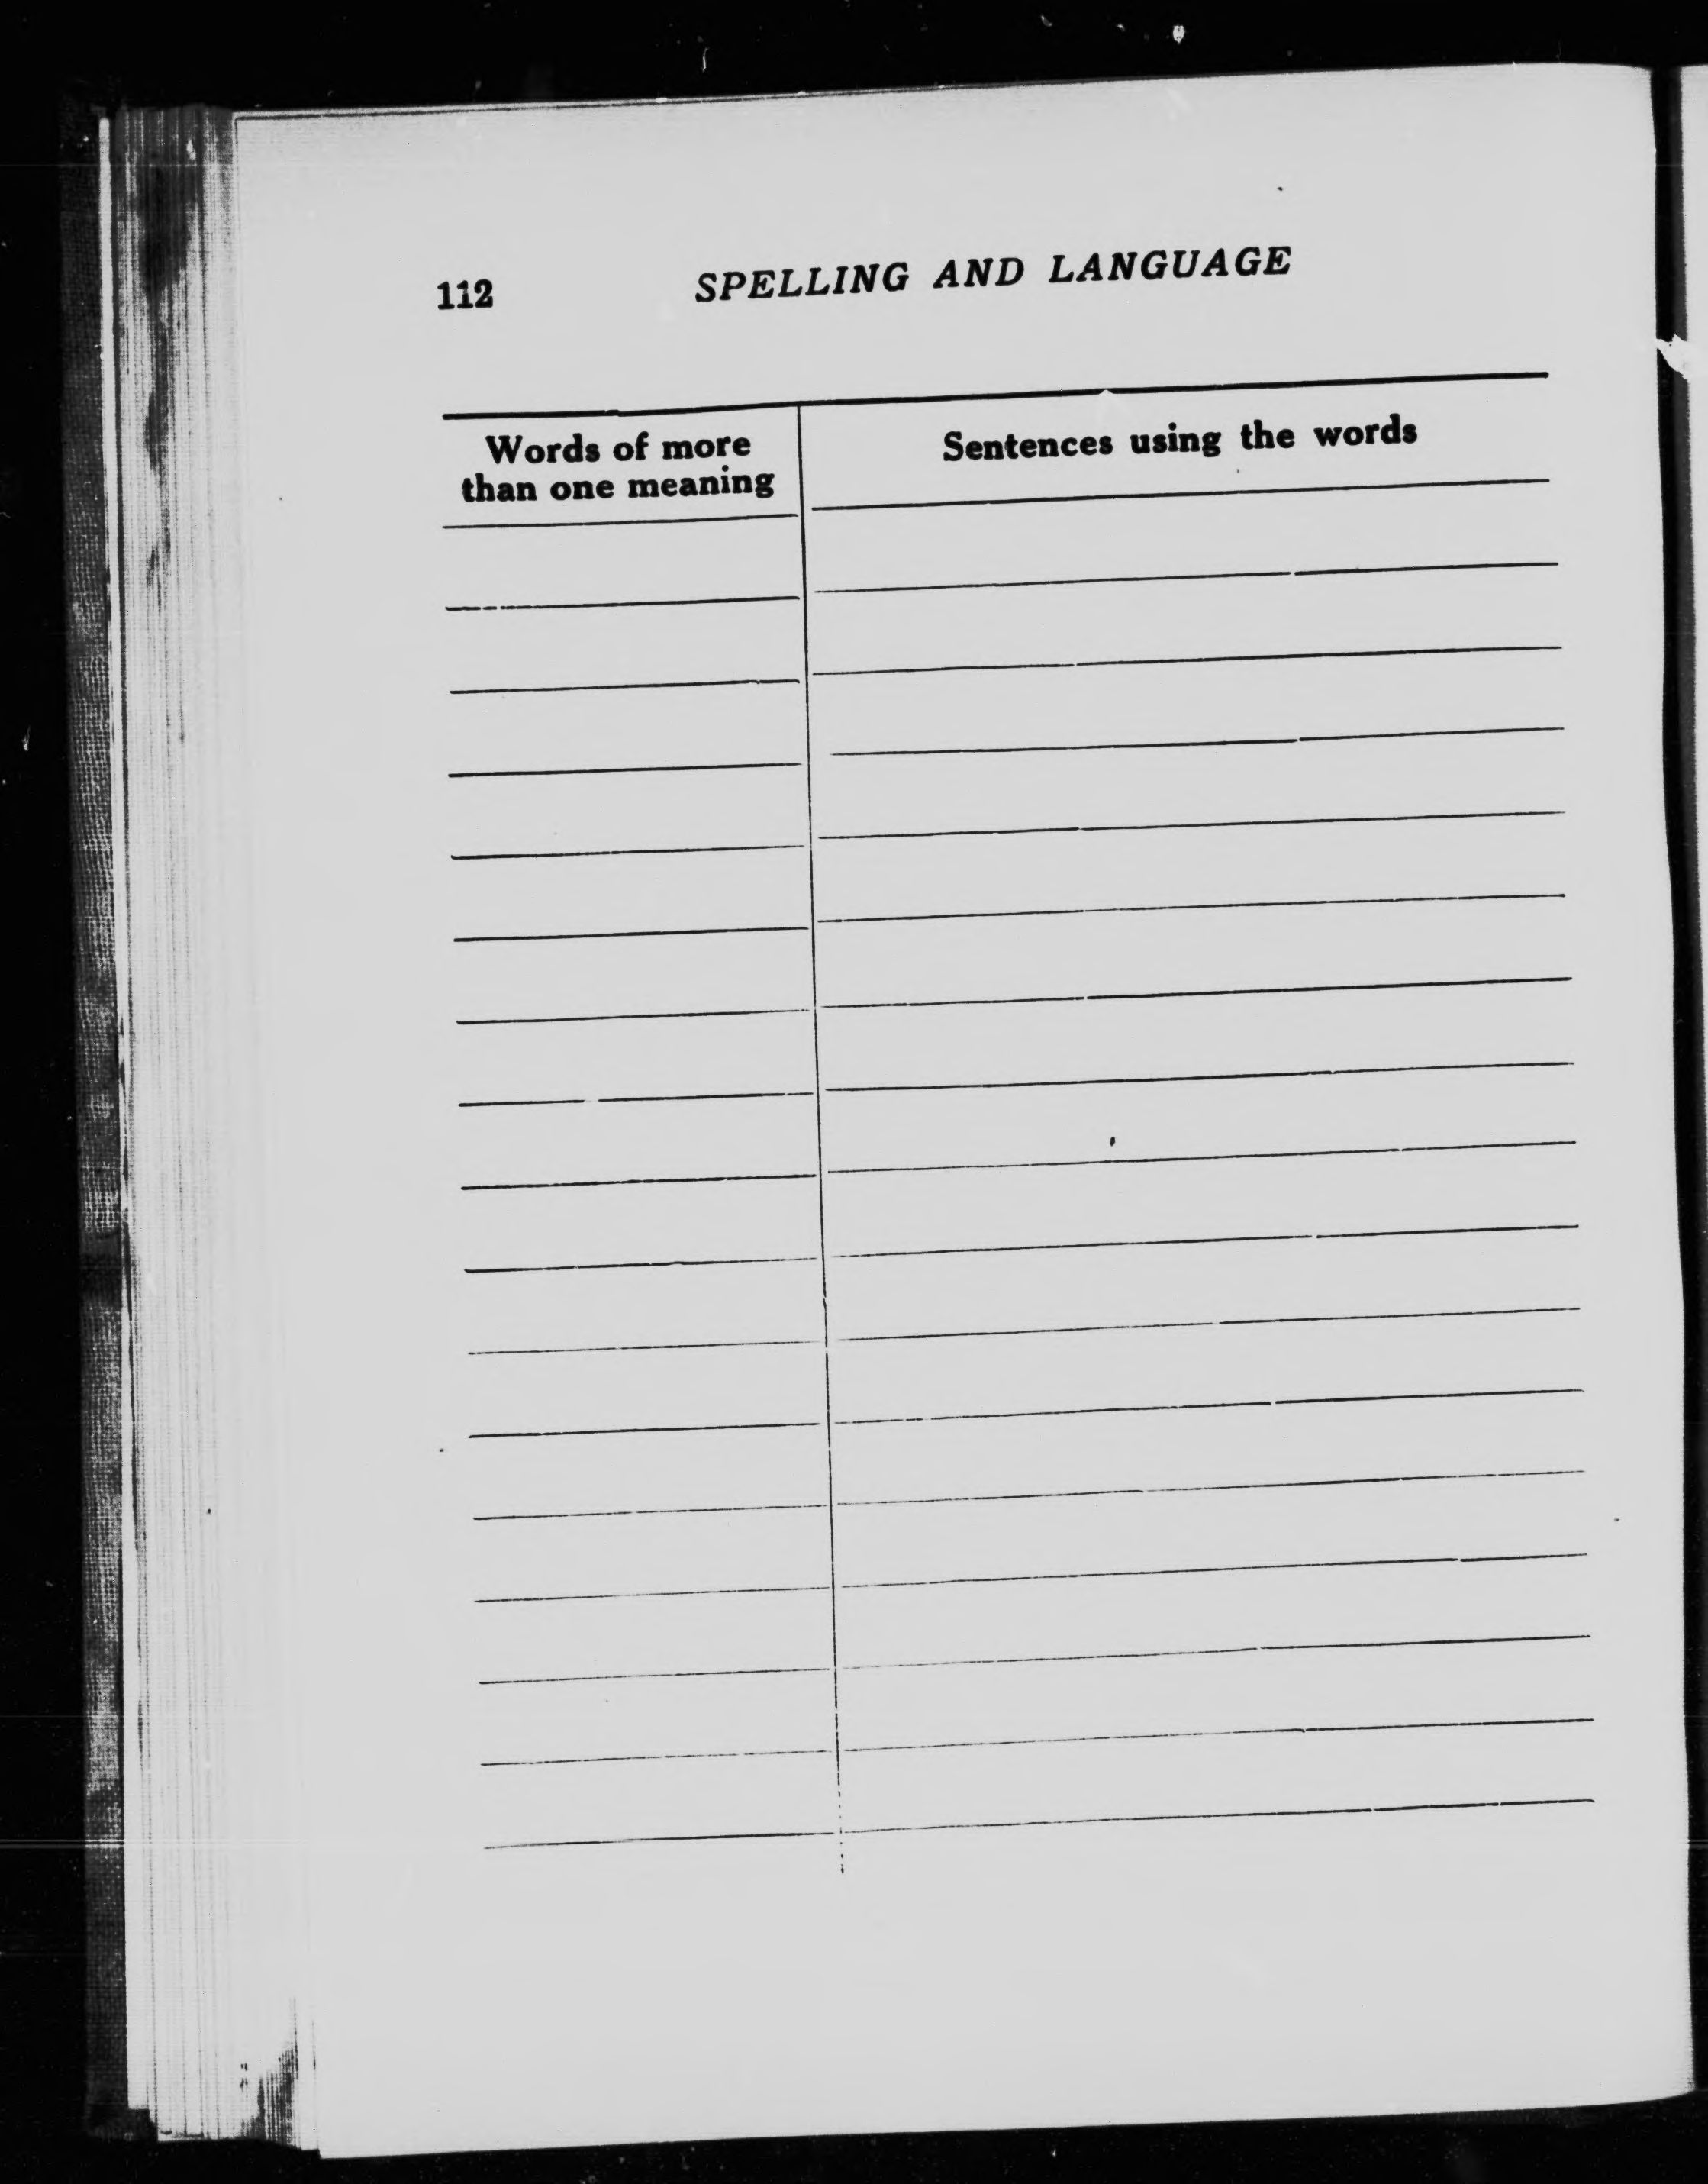 112 SPELLING AND LANGUAGE
Words of more
than one meaning
Sentences using the words